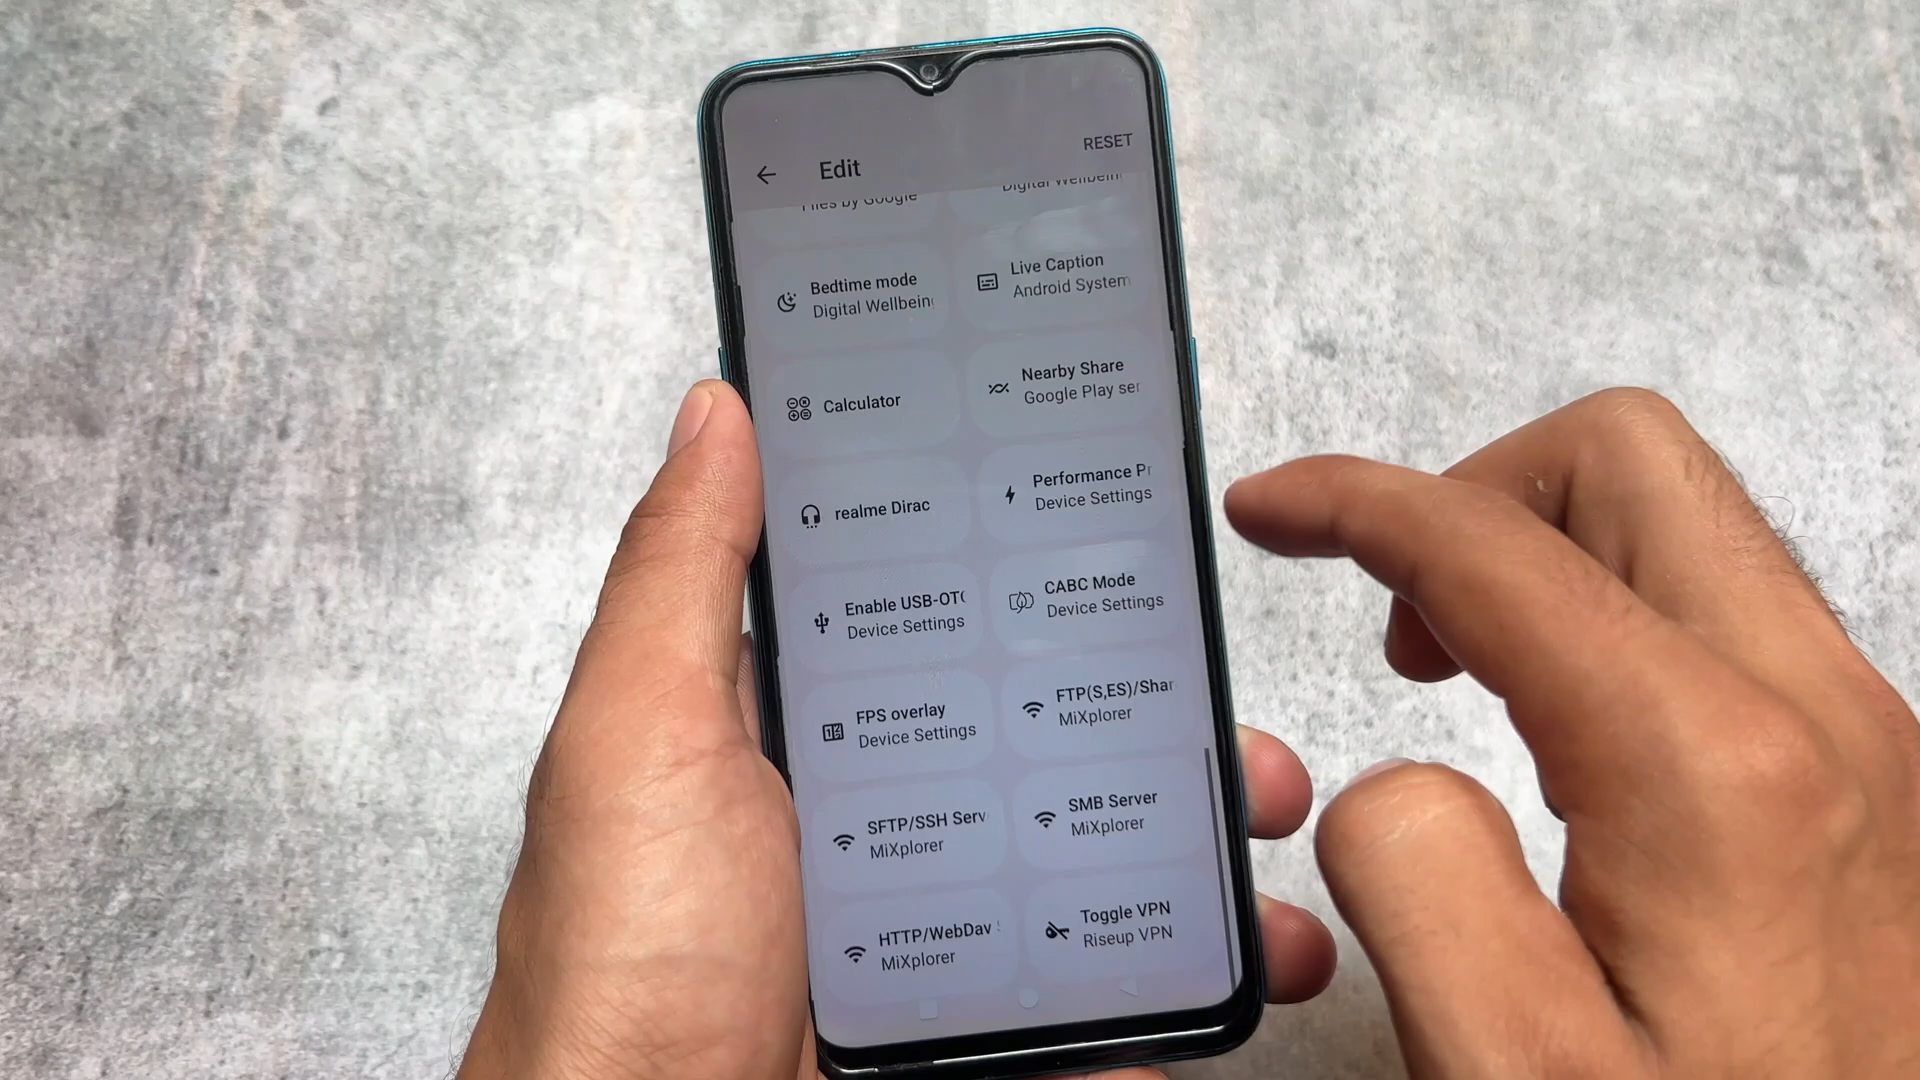 RESET
Edit
Files by Google
Digital Wellbein
Bedtime mode
Digital Wellbein
Live Caption
Android System
Calculator
Nearby Share
Google Play ser
realme Dirac
Performance Pr
Device Settings
Enable USB-OT
Device Settings
CABC Mode
Device Settings
FPS overlay
Device Settings
FTP(S,ES)/Shar
MiXplorer
SFTP/SSH Serv
MiXplorer
SMB Server
MiXplorer
HTTP/WebDav
MiXplorer
Toggle VPN
Riseup VPN